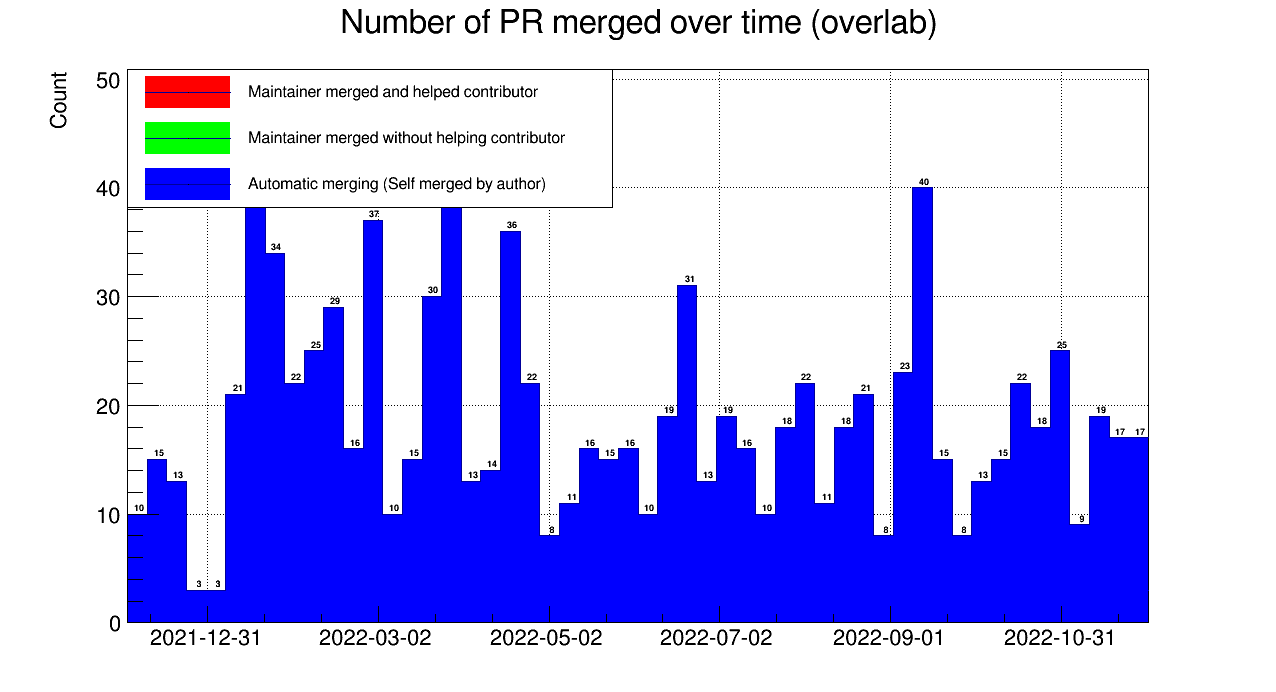 Number of PR merged over time (overlab)
Count
50
40
30
20
10
0
Maintainer merged and helped contributor
Maintainer merged without helping contributor
Automatic merging (Self merged by author)
10 15 13 3 3 21 34 22 25 29 16 37 10 15 30 13 14 36 22 8 11 16 15 16 10 19 31 13 19 16 10 18 22 11 18 21 8 23 40 15 8 13 15 22 18 25 9 19 17 17
2021-12-31 2022-03-02 2022-05-02 2022-07-02 2022-09-01 2022-10-31